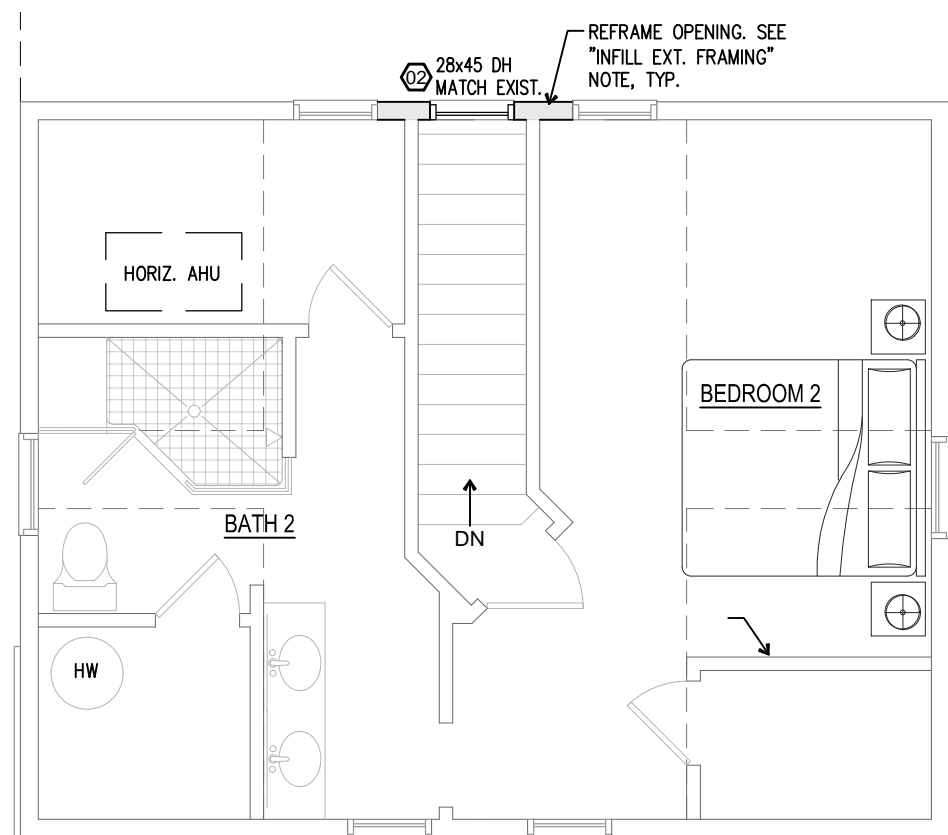 REFRAME OPENING. SEE
"INFILL EXT. FRAMING"
NOTE, TYP.
02
28x45 DH
MATCH EXIST.
HORIZ. AHU
BEDROOM 2
BATH 2
DN
HW